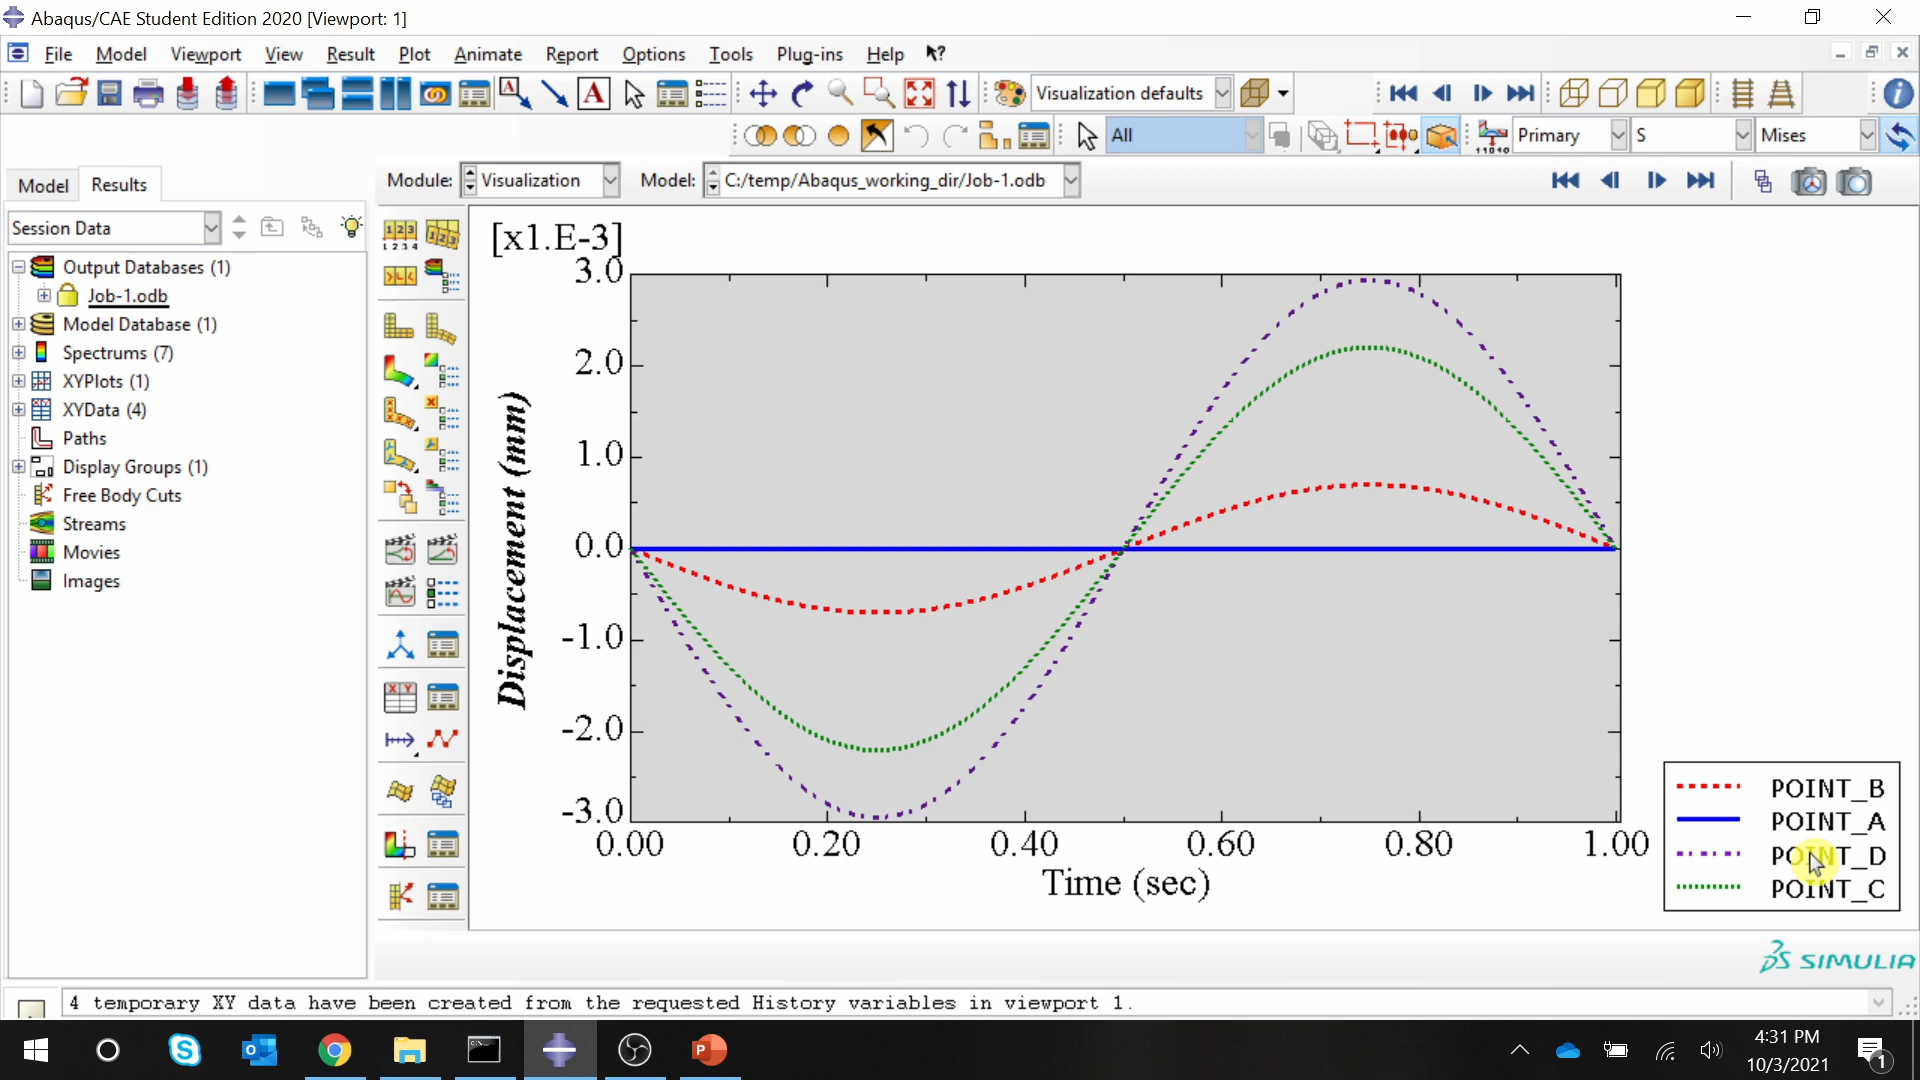 Abaqus/CAE Student Edition 2020 [Viewport: 1]
File Model Viewport View Result Plot Animate Report Options Tools Plug-ins Help
Visualization defaults
All Primary S Mises
Model Results Module: Visualization Model: C:/temp/Abaqus_working_dir/Job-1.odb
Session Data
Output Databases (1)
Job-1.odb
Model Database (1)
Spectrums (7)
XYPlots (1)
XYData (4)
Paths
Display Groups (1)
Free Body Cuts
Streams
Movies
Images
[x1.E-3]
3.0
2.0
1.0
0.0
-1.0
-2.0
-3.0
Displacement (mm)
0.00 0.20 0.40 0.60 0.80 1.00
Time (sec)
POINT_B
POINT_A
POINT_D
POINT_C
SIMULIA
4 temporary XY data have been created from the requested History variables in viewport 1.
4:31 PM
10/3/2021
1